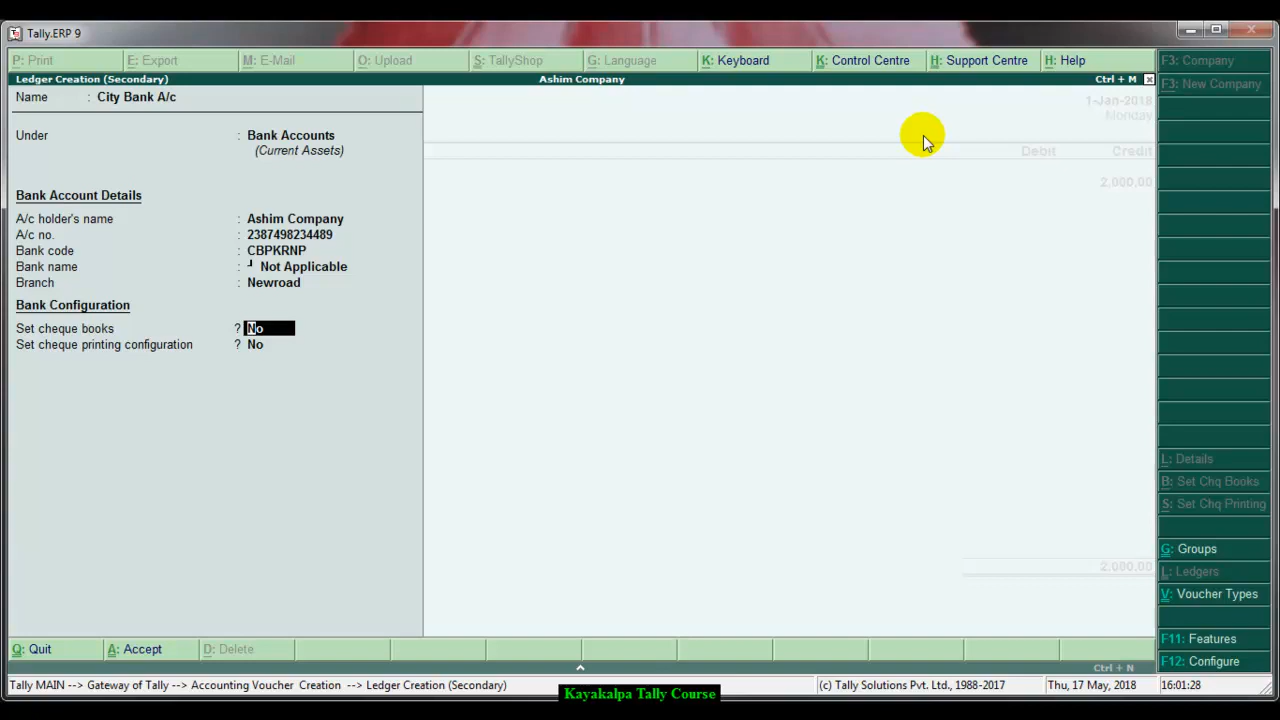 Tally.ERP 9
P: Print E: Export M: E-Mail O: Upload S: TallyShop G: Language K: Keyboard K: Control Centre H: Support Centre H: Help
F3: Company
Ledger Creation (Secondary) Ashim Company Ctrl + M
F3: New Company
Name : City Bank A/c
1-Jan-2018
Monday
Under : Bank Accounts
(Current Assets)
Debit Credit
2,000.00
Bank Account Details
A/c holder's name : Ashim Company
A/c no. : 2387498234489
Bank code : CBPKRNP
Bank name : ┘ Not Applicable
Branch : Newroad
Bank Configuration
Set cheque books ? No
Set cheque printing configuration ? No
L: Details
B: Set Chq Books
S: Set Chq Printing
G: Groups
2,000.00
L: Ledgers
V: Voucher Types
F11: Features
F12: Configure
Q: Quit A: Accept D: Delete
Ctrl + N
Tally MAIN --> Gateway of Tally --> Accounting Voucher Creation --> Ledger Creation (Secondary) (c) Tally Solutions Pvt. Ltd., 1988-2017 Thu, 17 May, 2018 16:01:28
Kayakalpa Tally Course